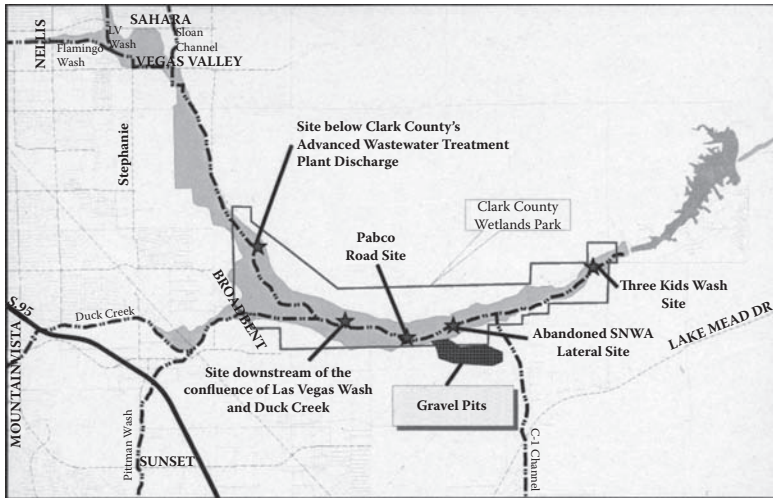 SAHARA
NELLIS
LV
Wash
Sloan
Channel
Flamingo
Wash
VEGAS VALLEY
Stephanie
Site below Clark County's
Advanced Wastewater Treatment
Plant Discharge
Clark County
Wetlands Park
Pabco
Road Site
BROADBENT
Three Kids Wash
Site
S.95
Duck Creek
MOUNTAINVISTA
Abandoned SNWA
Lateral Site
LAKE MEAD DR
Site downstream of the
confluence of Las Vegas Wash
and Duck Creek
Gravel Pits
Pittman Wash
SUNSET
C-1 Channel